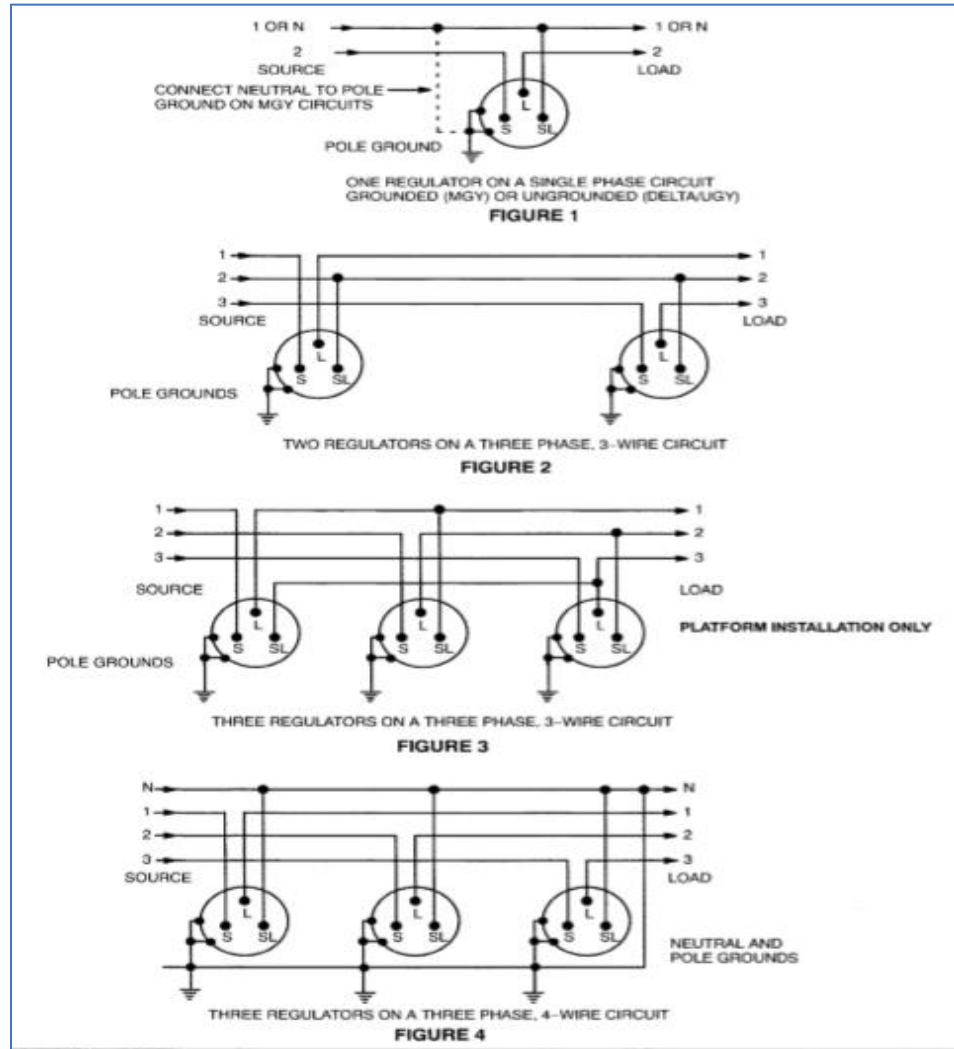 1 OR N
1 OR N
2
2
SOURCE
LOAD
CONNECT NEUTRAL TO POLE
GROUND ON MGY CIRCUITS
L
S
SL
POLE GROUND
ONE REGULATOR ON A SINGLE PHASE CIRCUIT
GROUNDED (MGY) OR UNGROUNDED (DELTA/UGY)
FIGURE 1
1
1
2
2
3
3
SOURCE
LOAD
L
L
S
SL
S
SL
POLE GROUNDS
TWO REGULATORS ON A THREE PHASE, 3-WIRE CIRCUIT
FIGURE 2
1
1
2
2
3
3
SOURCE
LOAD
L
L
L
PLATFORM INSTALLATION ONLY
S
SL
S
SL
S
SL
POLE GROUNDS
THREE REGULATORS ON A THREE PHASE, 3-WIRE CIRCUIT
FIGURE 3
N
N
1
1
2
2
3
3
SOURCE
LOAD
L
L
L
S
SL
S
SL
S
SL
NEUTRAL AND
POLE GROUNDS
THREE REGULATORS ON A THREE PHASE, 4-WIRE CIRCUIT
FIGURE 4